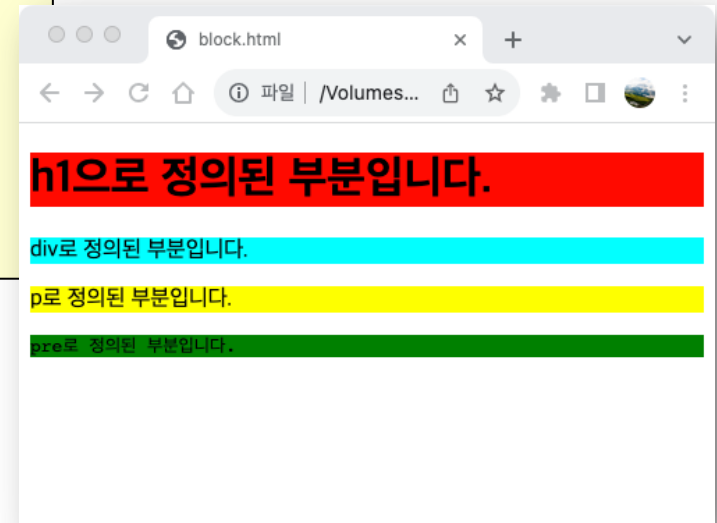 block.html
파일 /Volumes...
h1으로 정의된 부분입니다.
div로 정의된 부분입니다.
p로 정의된 부분입니다.
pre로 정의된 부분입니다.